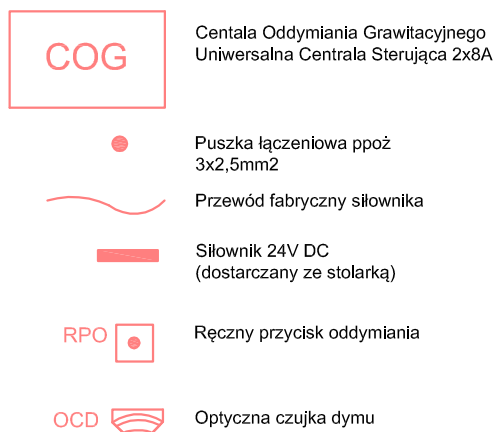 COG
Centala Oddymiania Grawitacyjnego
Uniwersalna Centrala Sterująca 2x8A
Puszka łączeniowa ppoż
3x2,5mm2
Przewód fabryczny siłownika
Siłownik 24V DC
(dostarczany ze stolarką)
RPO
Ręczny przycisk oddymiania
OCD
Optyczna czujka dymu